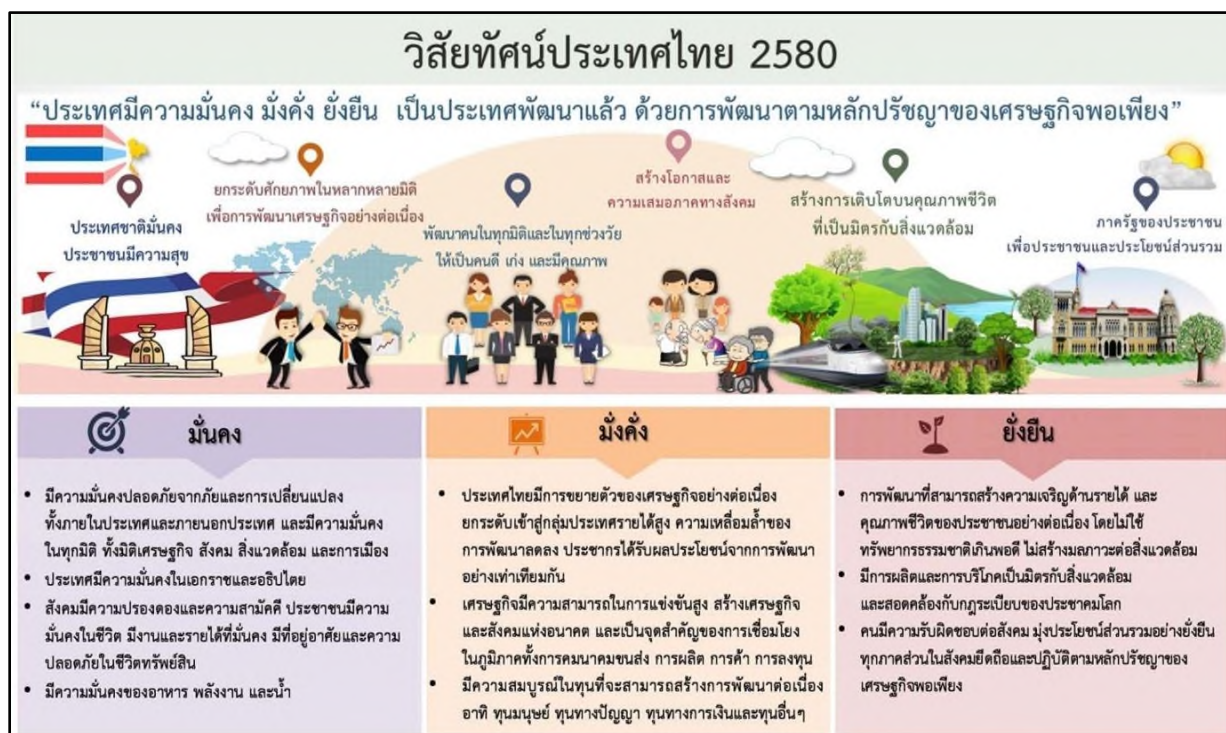 วิสัยทัศน์ประเทศไทย 2580
“ประเทศมีความมั่นคง มั่งคั่ง ยั่งยืน เป็นประเทศพัฒนาแล้ว ด้วยการพัฒนาตามหลักปรัชญาของเศรษฐกิจพอเพียง”
ประเทศชาติมั่นคง
ประชาชนมีความสุข
ยกระดับศักยภาพในหลากหลายมิติ
เพื่อการพัฒนาเศรษฐกิจอย่างต่อเนื่อง
พัฒนาคนในทุกมิติและในทุกช่วงวัย
ให้เป็นคนดี เก่ง และมีคุณภาพ
สร้างโอกาสและ
ความเสมอภาคทางสังคม
สร้างการเติบโตบนคุณภาพชีวิต
ที่เป็นมิตรกับสิ่งแวดล้อม
ภาครัฐของประชาชน
เพื่อประชาชนและประโยชน์ส่วนรวม
มั่นคง
• มีความมั่นคงปลอดภัยจากภัยและการเปลี่ยนแปลง
ทั้งภายในประเทศและภายนอกประเทศ และมีความมั่นคง
ในทุกมิติ ทั้งมิติเศรษฐกิจ สังคม สิ่งแวดล้อม และการเมือง
• ประเทศมีความมั่นคงในเอกราชและอธิปไตย
• สังคมมีความปรองดองและความสามัคคี ประชาชนมีความ
มั่นคงในชีวิต มีงานและรายได้ที่มั่นคง มีที่อยู่อาศัยและความ
ปลอดภัยในชีวิตทรัพย์สิน
• มีความมั่นคงของอาหาร พลังงาน และน้ำ
มั่งคั่ง
• ประเทศไทยมีการขยายตัวของเศรษฐกิจอย่างต่อเนื่อง
ยกระดับเข้าสู่กลุ่มประเทศรายได้สูง ความเหลื่อมล้ำของ
การพัฒนาลดลง ประชากรได้รับผลประโยชน์จากการพัฒนา
อย่างเท่าเทียมกัน
• เศรษฐกิจมีความสามารถในการแข่งขันสูง สร้างเศรษฐกิจ
และสังคมแห่งอนาคต และเป็นจุดสำคัญของการเชื่อมโยง
ในภูมิภาคทั้งการคมนาคมขนส่ง การผลิต การค้า การลงทุน
• มีความสมบูรณ์ในทุนที่จะสามารถสร้างการพัฒนาต่อเนื่อง
อาทิ ทุนมนุษย์ ทุนทางปัญญา ทุนทางการเงินและทุนอื่นๆ
ยั่งยืน
• การพัฒนาที่สามารถสร้างความเจริญด้านรายได้ และ
คุณภาพชีวิตของประชาชนอย่างต่อเนื่อง โดยไม่ใช้
ทรัพยากรธรรมชาติเกินพอดี ไม่สร้างมลภาวะต่อสิ่งแวดล้อม
• มีการผลิตและการบริโภคเป็นมิตรกับสิ่งแวดล้อม
และสอดคล้องกับกฎระเบียบของประชาคมโลก
• คนมีความรับผิดชอบต่อสังคม มุ่งประโยชน์ส่วนรวมอย่างยั่งยืน
ทุกภาคส่วนในสังคมยึดถือและปฏิบัติตามหลักปรัชญาของ
เศรษฐกิจพอเพียง